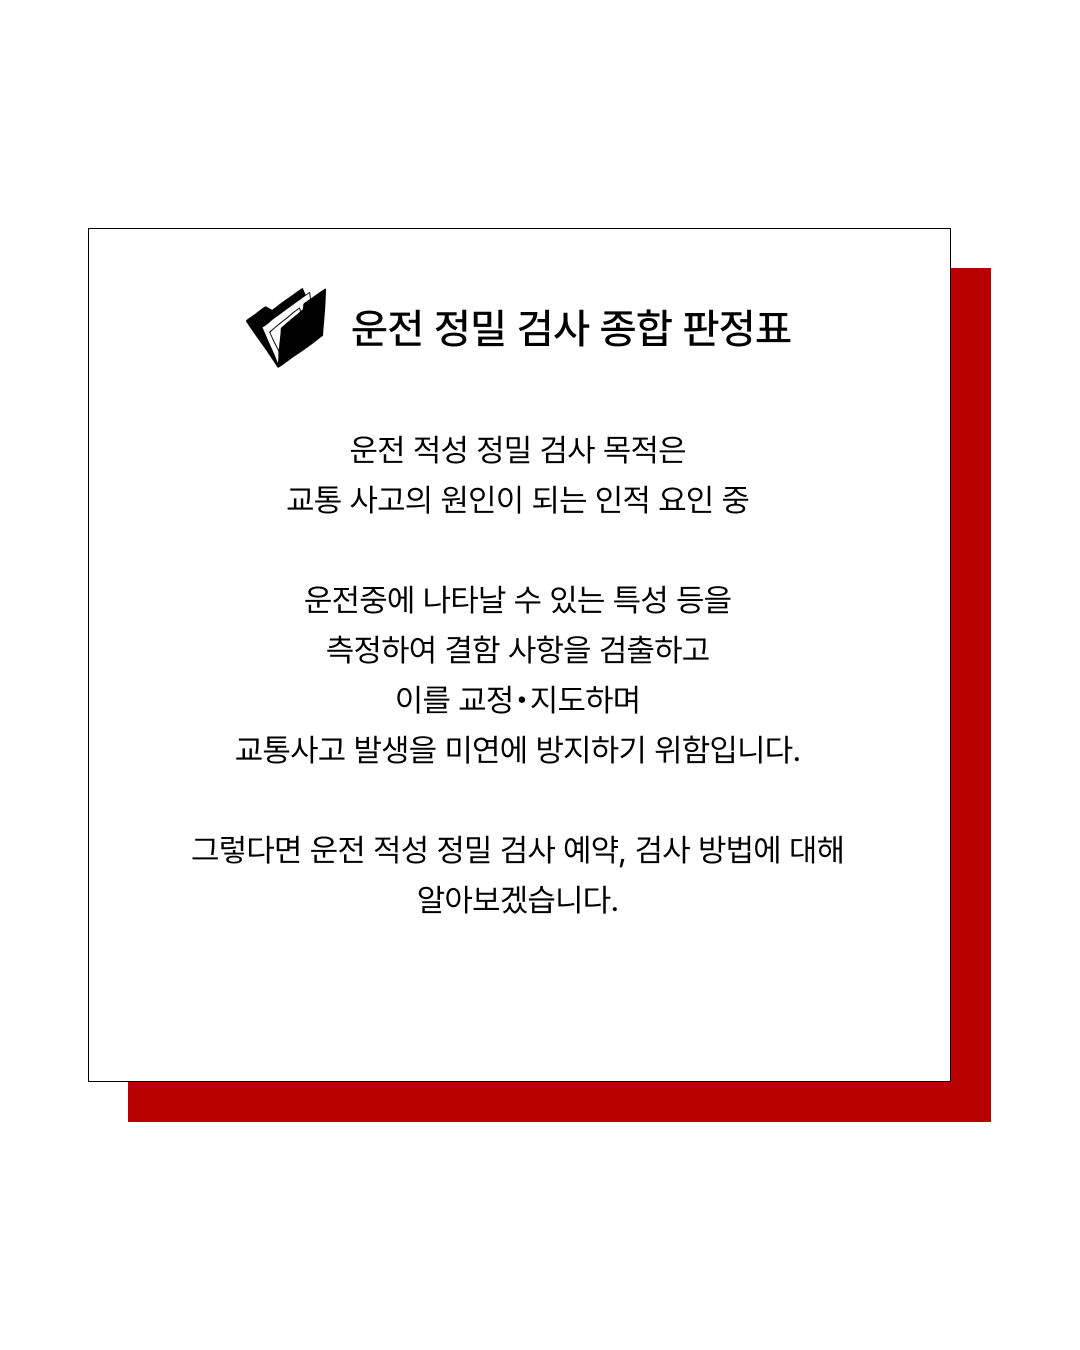 운전 정밀 검사 종합 판정표
운전 적성 정밀 검사 목적은
교통 사고의 원인이 되는 인적 요인 중
운전중에 나타날 수 있는 특성 등을
측정하여 결함 사항을 검출하고
이를 교정•지도하며
교통사고 발생을 미연에 방지하기 위함입니다.
그렇다면 운전 적성 정밀 검사 예약, 검사 방법에 대해
알아보겠습니다.